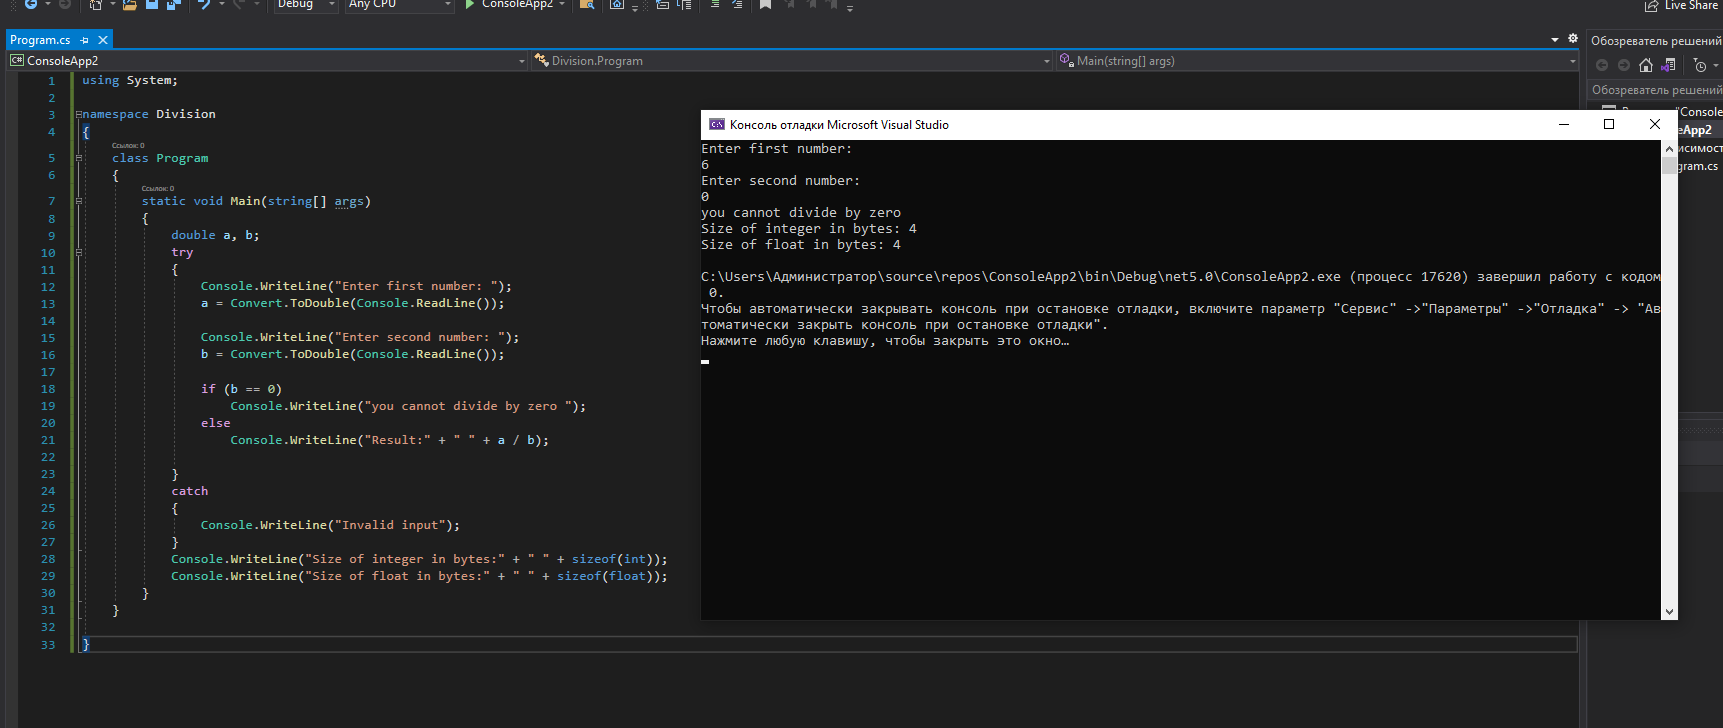 Debug Any CPU ConsoleApp2 Live Share
Program.cs
ConsoleApp2 Division.Program Main(string[] args)
1 using System;
2
3 namespace Division
4 {
Ссылок: 0
5 class Program
6 {
Ссылок: 0
7 static void Main(string[] args)
8 {
9 double a, b;
10 try
11 {
12 Console.WriteLine("Enter first number: ");
13 a = Convert.ToDouble(Console.ReadLine());
14
15 Console.WriteLine("Enter second number: ");
16 b = Convert.ToDouble(Console.ReadLine());
17
18 if (b == 0)
19 Console.WriteLine("you cannot divide by zero ");
20 else
21 Console.WriteLine("Result:" + " " + a / b);
22
23 }
24 catch
25 {
26 Console.WriteLine("Invalid input");
27 }
28 Console.WriteLine("Size of integer in bytes:" + " " + sizeof(int));
29 Console.WriteLine("Size of float in bytes:" + " " + sizeof(float));
30 }
31 }
32
33 }
Консоль отладки Microsoft Visual Studio
Enter first number:
6
Enter second number:
0
you cannot divide by zero
Size of integer in bytes: 4
Size of float in bytes: 4
C:\Users\Администратор\source\repos\ConsoleApp2\bin\Debug\net5.0\ConsoleApp2.exe (процесс 17620) завершил работу с кодом
0.
Чтобы автоматически закрывать консоль при остановке отладки, включите параметр "Сервис" ->"Параметры" ->"Отладка" -> "Ав
томатически закрыть консоль при остановке отладки".
Нажмите любую клавишу, чтобы закрыть это окно…
Обозреватель решений
Обозреватель решений
"Console
eApp2
исимост
gram.cs